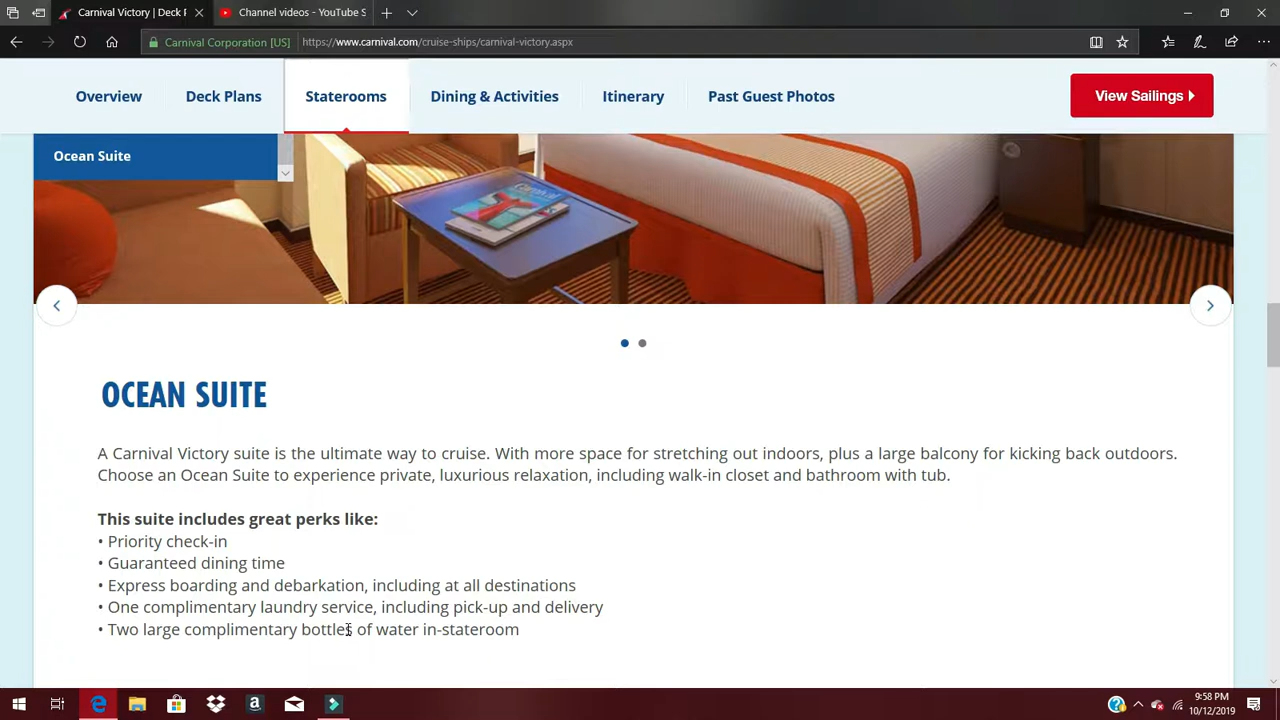 Carnival Victory | Deck P
Channel videos - YouTube S
Carnival Corporation [US]
https://www.carnival.com/cruise-ships/carnival-victory.aspx
Overview
Deck Plans
Staterooms
Dining & Activities
Itinerary
Past Guest Photos
View Sailings
Ocean Suite
Carnival
OCEAN SUITE
A Carnival Victory suite is the ultimate way to cruise. With more space for stretching out indoors, plus a large balcony for kicking back outdoors.
Choose an Ocean Suite to experience private, luxurious relaxation, including walk-in closet and bathroom with tub.
This suite includes great perks like:
• Priority check-in
• Guaranteed dining time
• Express boarding and debarkation, including at all destinations
• One complimentary laundry service, including pick-up and delivery
• Two large complimentary bottles of water in-stateroom
9:58 PM
10/12/2019